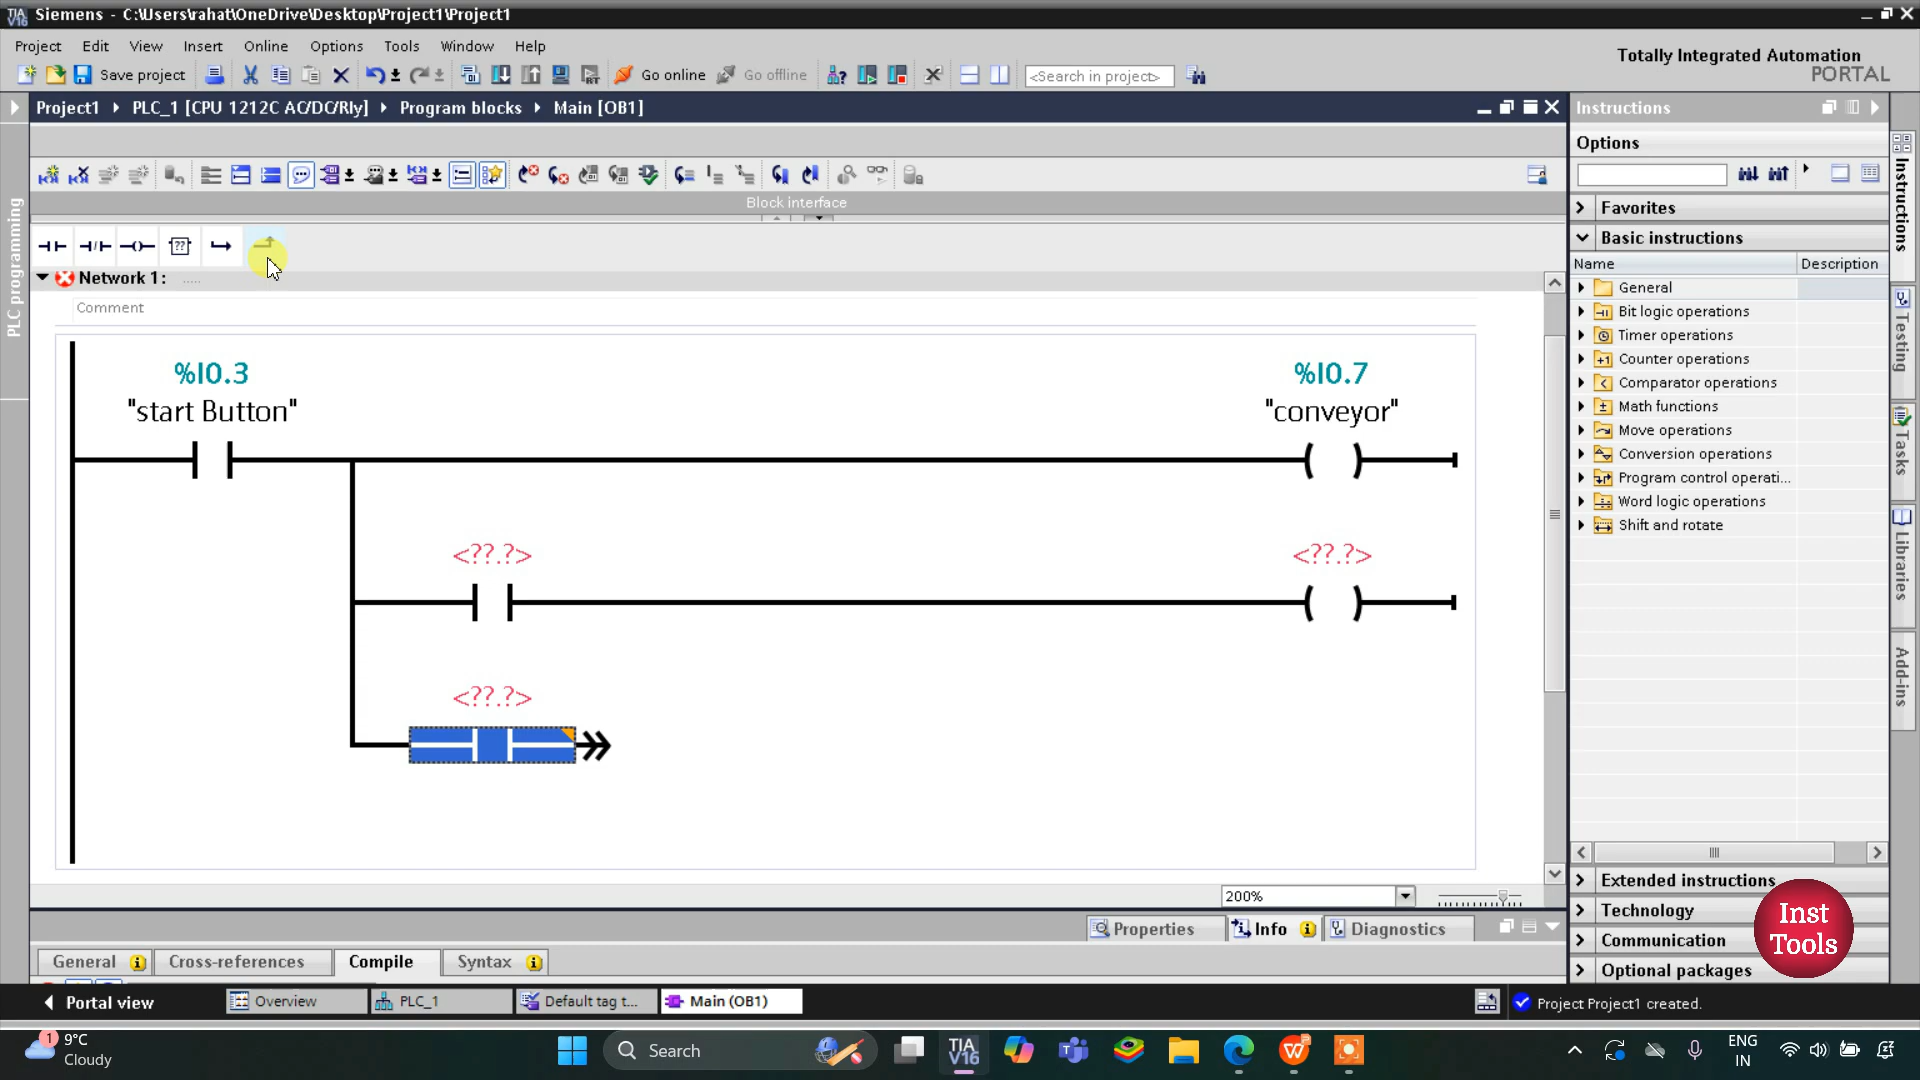 Siemens - C:\Users\rahat\OneDrive\Desktop\Project1\Project1
Project Edit View Insert Online Options Tools Window Help
Totally Integrated Automation
PORTAL
Save project
Go online
Go offline
<Search in project>
Project1 PLC_1 [CPU 1212C AC/DC/Rly] Program blocks Main [OB1]
Instructions
Options
Block interface
Favorites
Basic instructions
Name Description
General
Bit logic operations
Timer operations
Counter operations
Comparator operations
Math functions
Move operations
Conversion operations
Program control operati...
Word logic operations
Shift and rotate
Extended instructions
Technology
Communication
Optional packages
Instructions
Testing
Tasks
Libraries
Add-ins
PLC programming
??
Network 1: .....
Comment
%I0.3
"start Button"
%I0.7
"conveyor"
<??.?>
<??.?>
<??.?>
200%
Properties Info Diagnostics
General Cross-references Compile Syntax
Inst
Tools
Portal view Overview PLC_1 Default tag t... Main (OB1)
Project Project1 created.
1
9°C
Cloudy
Search
TIA
V16
ENG
IN